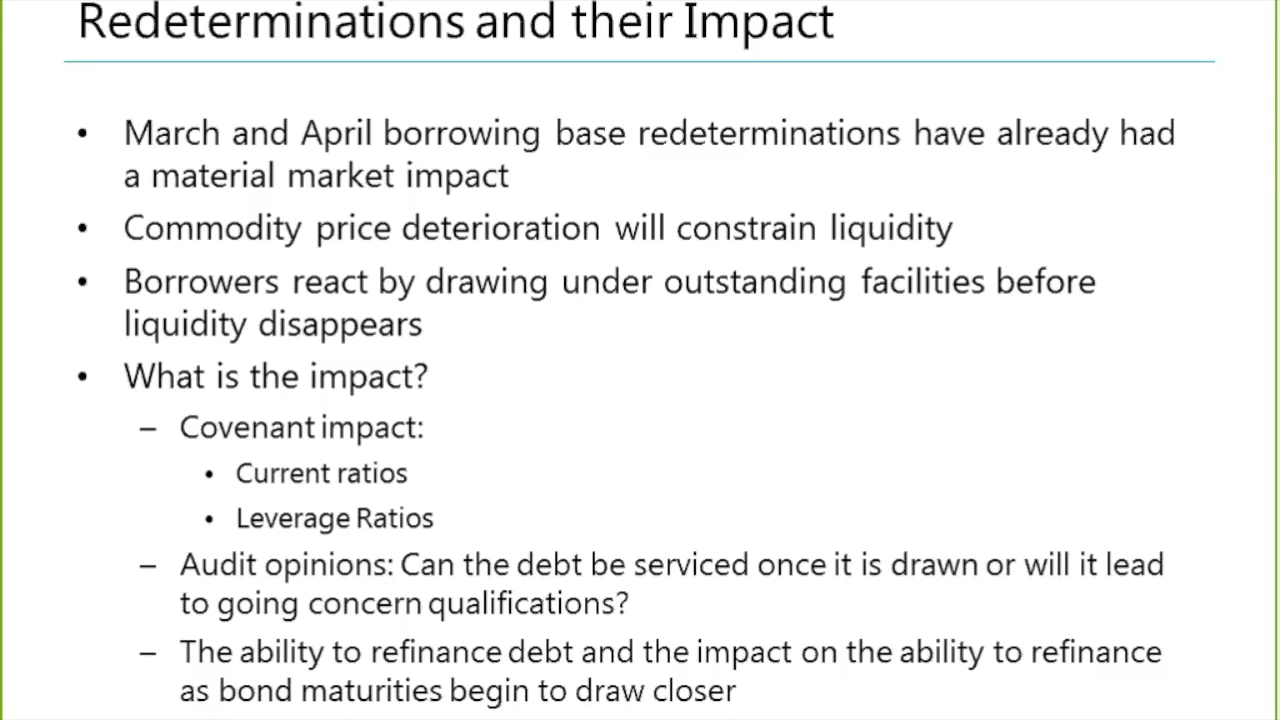 Redeterminations and their Impact
• March and April borrowing base redeterminations have already had
a material market impact
• Commodity price deterioration will constrain liquidity
• Borrowers react by drawing under outstanding facilities before
liquidity disappears
• What is the impact?
– Covenant impact:
• Current ratios
• Leverage Ratios
– Audit opinions: Can the debt be serviced once it is drawn or will it lead
to going concern qualifications?
– The ability to refinance debt and the impact on the ability to refinance
as bond maturities begin to draw closer